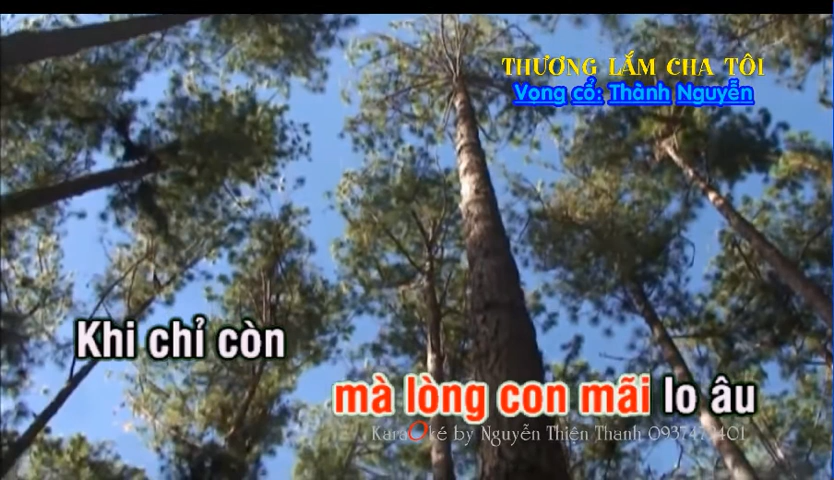 THƯƠNG LẮM CHA TÔI
Vọng cổ: Thành Nguyễn
Khi chỉ còn
mà lòng con mãi lo âu
Karaoké by Nguyễn Thiện Thanh